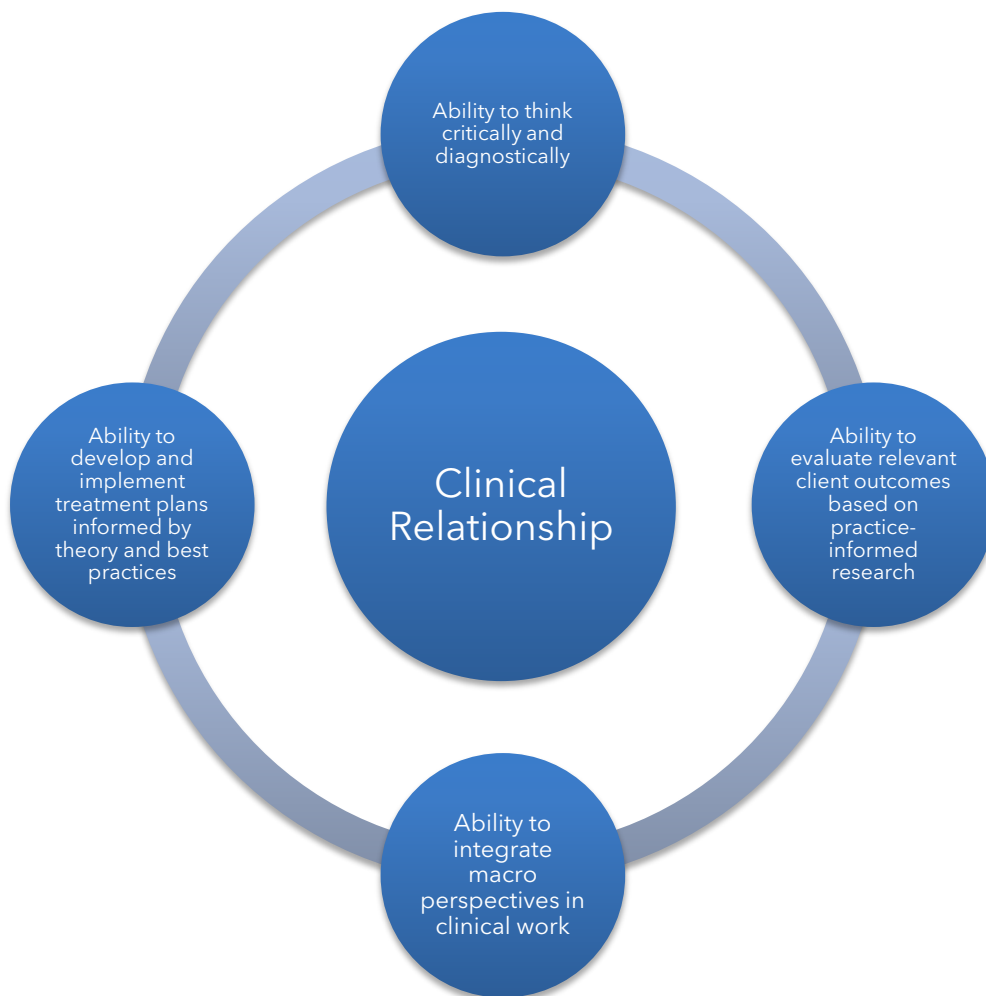 Ability to think
critically and
diagnostically
Ability to
develop and
implement
treatment plans
informed by
theory and best
practices
Clinical
Relationship
Ability to
evaluate relevant
client outcomes
based on
practice-
informed
research
Ability to
integrate
macro
perspectives in
clinical work